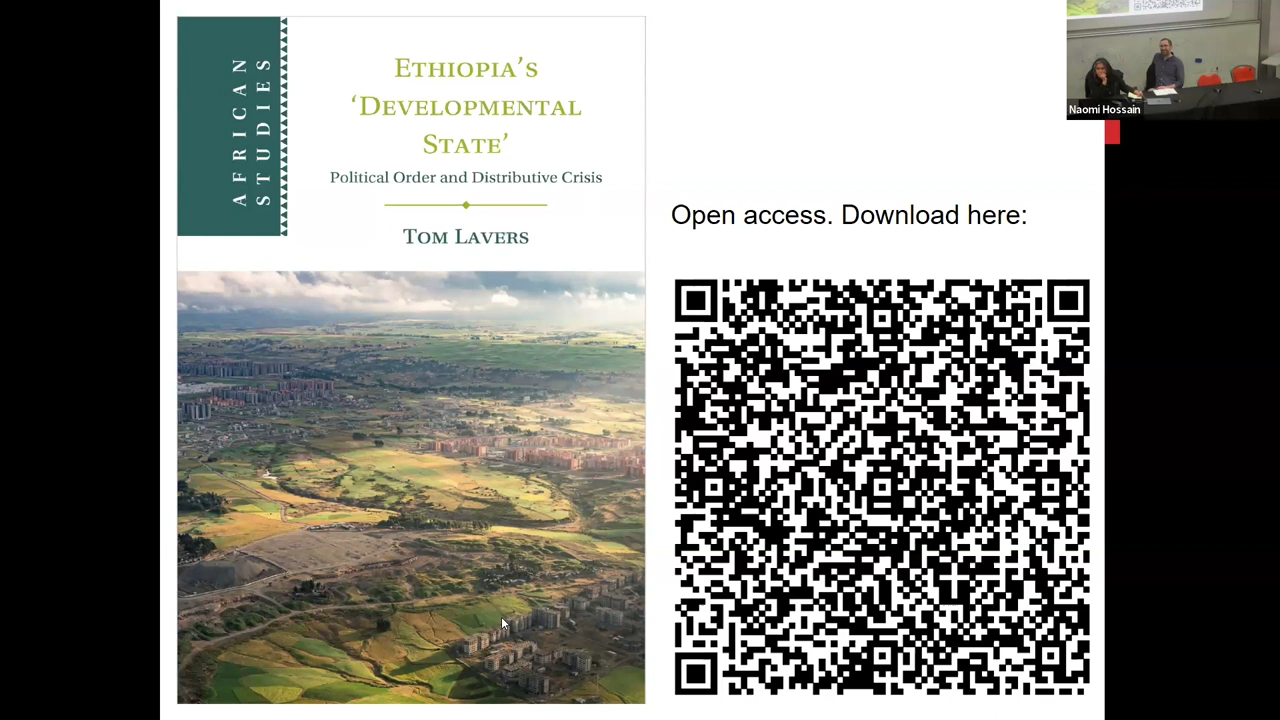 AFRICAN
STUDIES
ETHIOPIA'S
'DEVELOPMENTAL
STATE'
Political Order and Distributive Crisis
TOM LAVERS
Open access. Download here:
Naomi Hossain